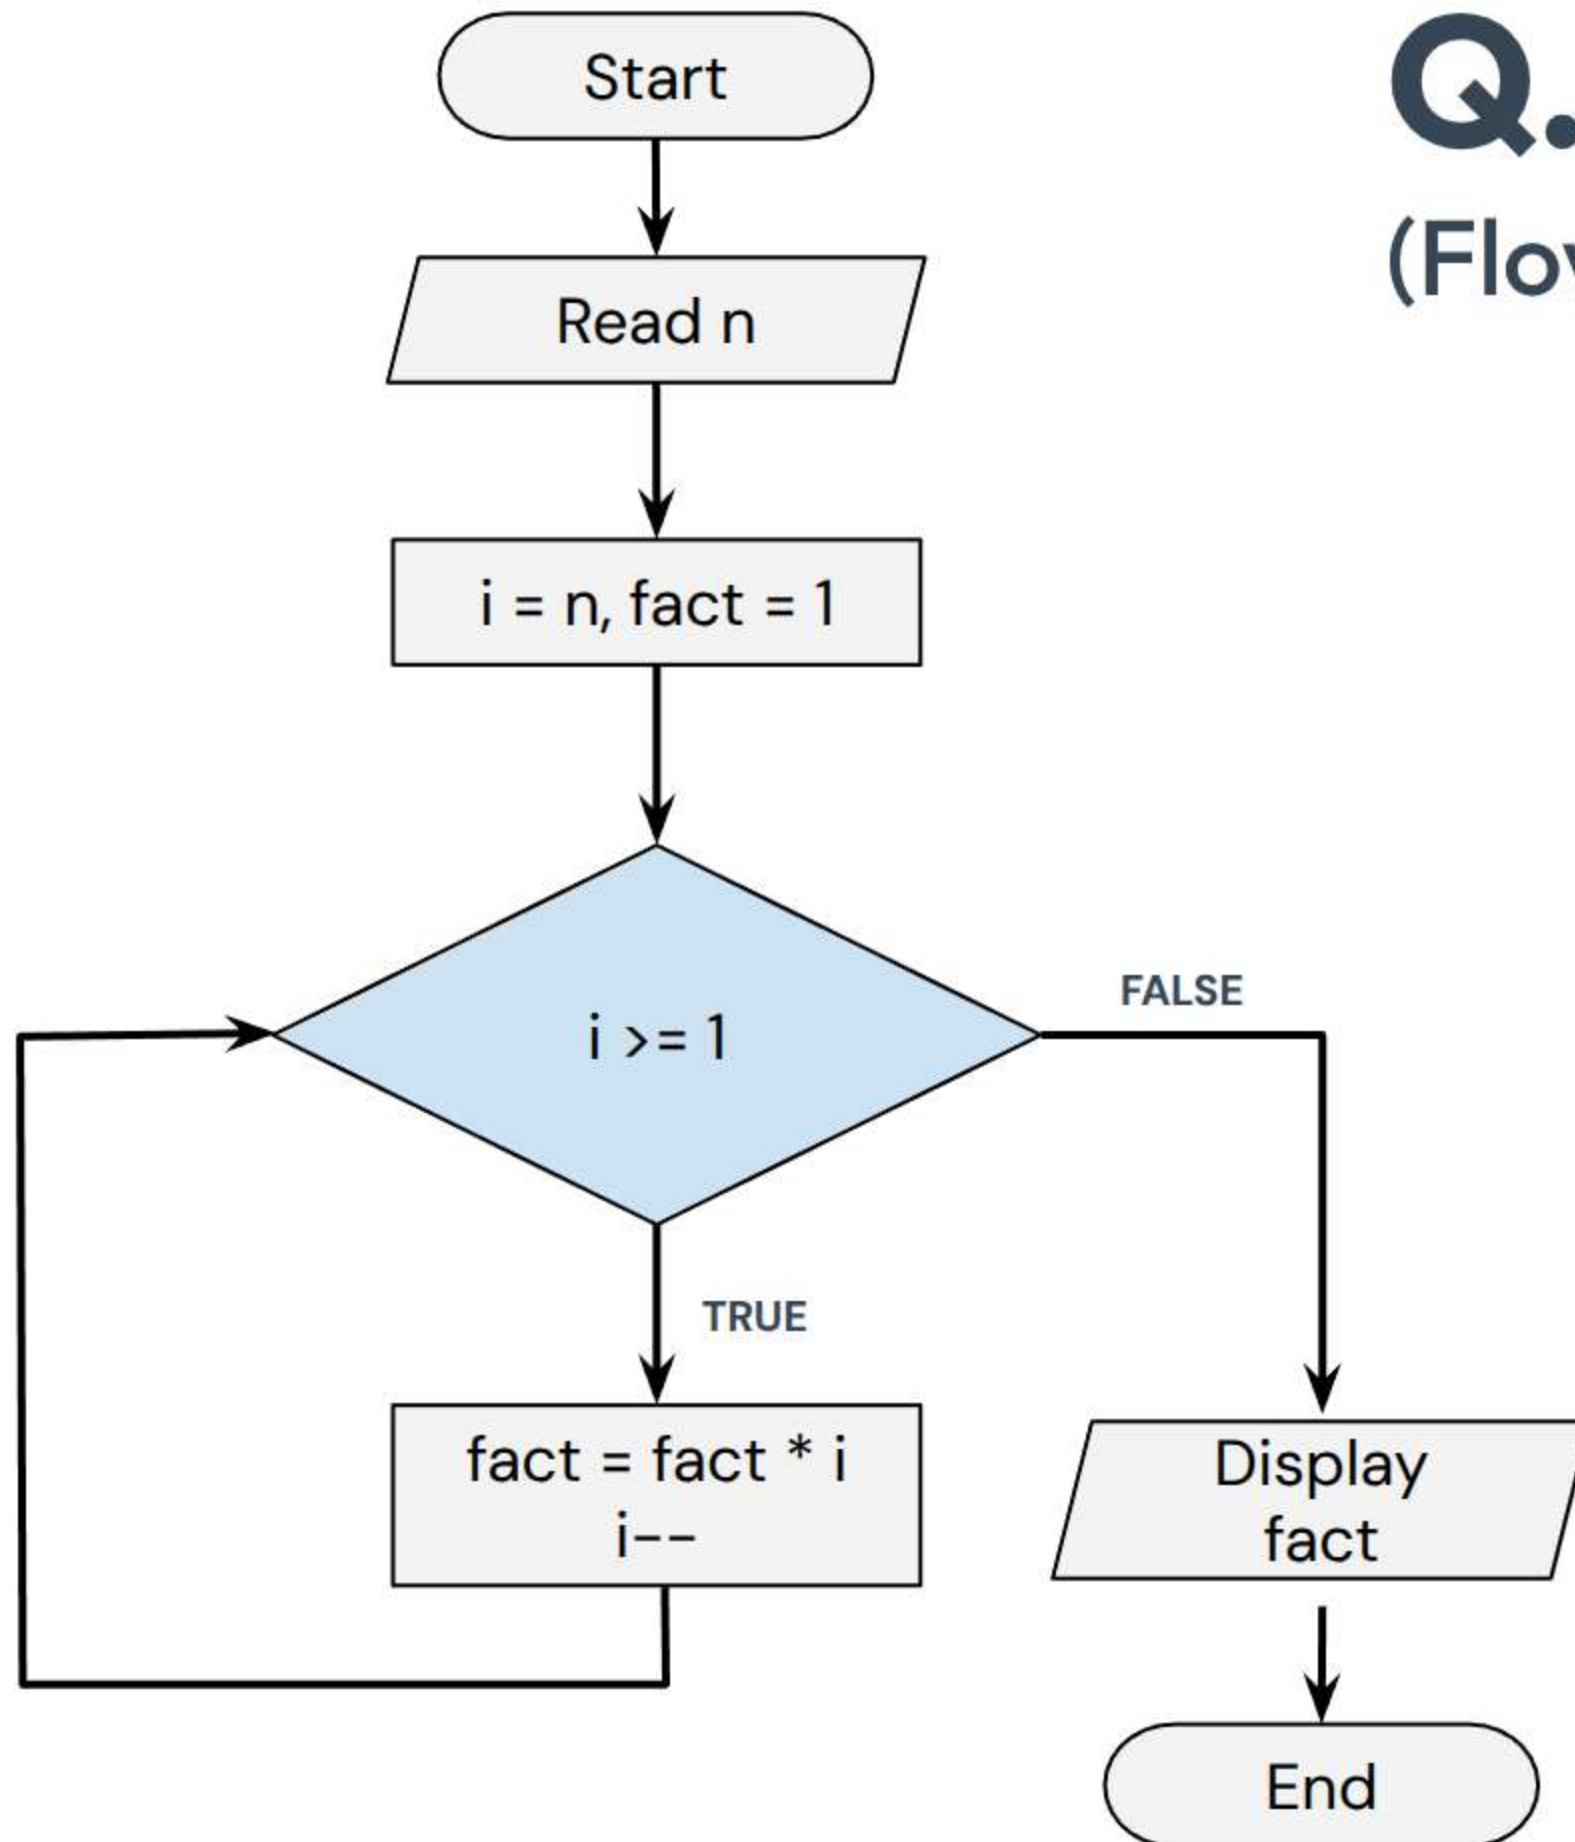 Start
Q.
Read n
i = n, fact = 1
i >= 1
FALSE
TRUE
fact = fact * i
i--
Display
fact
End